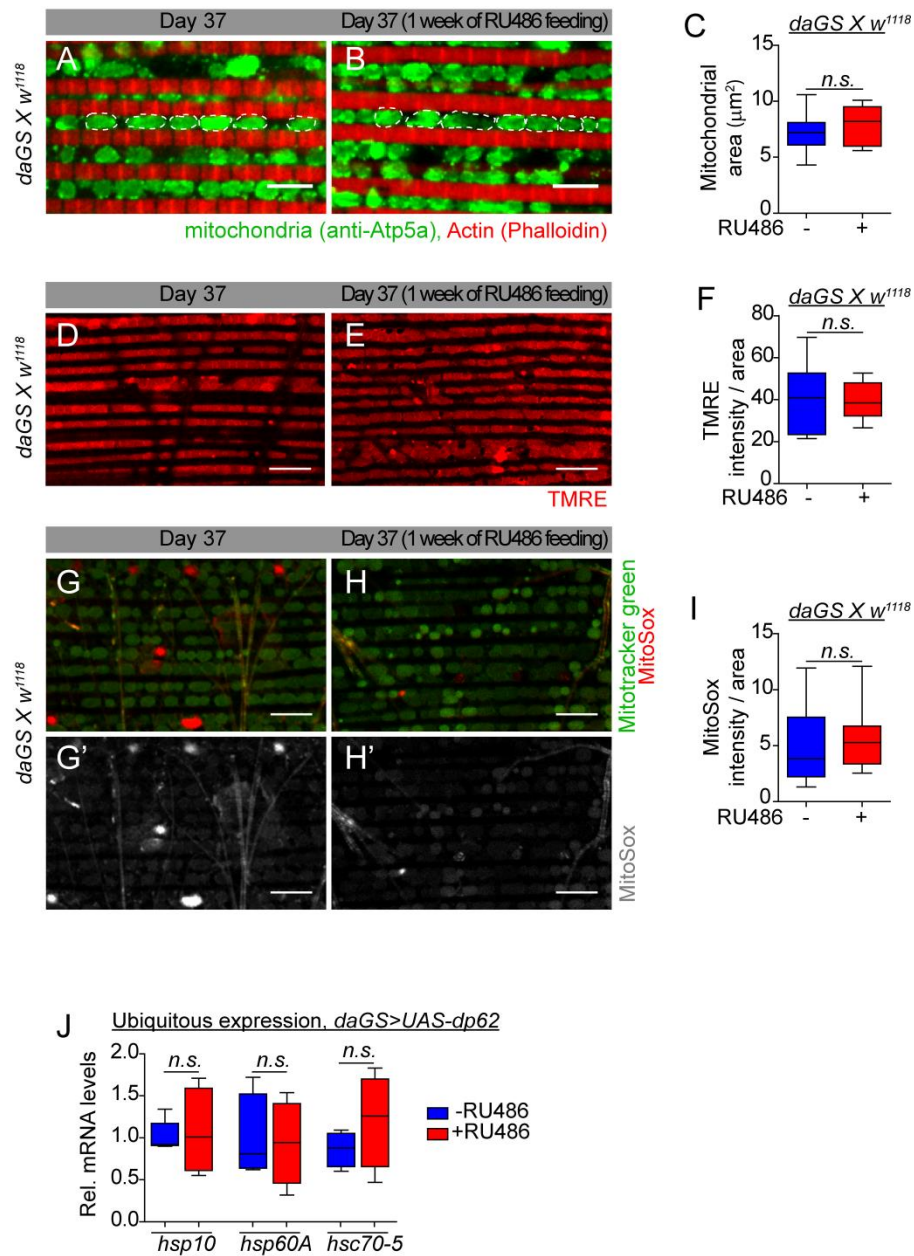 Day 37
Day 37 (1 week of RU486 feeding)
C
daGS X w1118
A
B
daGS X w1118
n.s.
15
10
5
0
Mitochondrial
area (μm2)
RU486 - +
mitochondria (anti-Atp5a), Actin (Phalloidin)
Day 37
Day 37 (1 week of RU486 feeding)
F
daGS X w1118
D
E
daGS X w1118
n.s.
80
60
40
20
0
TMRE
intensity / area
RU486 - +
TMRE
Day 37
Day 37 (1 week of RU486 feeding)
G
H
Mitotracker green
MitoSox
I
daGS X w1118
n.s.
15
10
5
0
MitoSox
intensity / area
RU486 - +
daGS X w1118
G'
H'
MitoSox
J
Ubiquitous expression, daGS>UAS-dp62
n.s.
n.s.
n.s.
2.0
1.5
1.0
0.5
0.0
Rel. mRNA levels
-RU486
+RU486
hsp10
hsp60A
hsc70-5